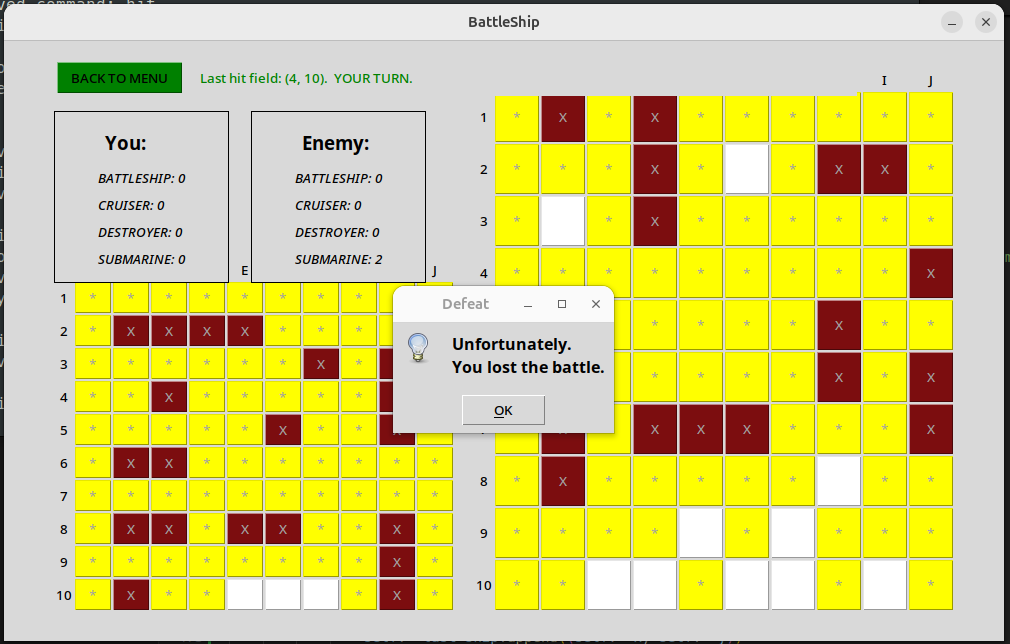 BattleShip
BACK TO MENU
Last hit field: (4, 10). YOUR TURN.
You:
BATTLESHIP: 0
CRUISER: 0
DESTROYER: 0
SUBMARINE: 0
Enemy:
BATTLESHIP: 0
CRUISER: 0
DESTROYER: 0
SUBMARINE: 2
E J
1 * * * * * * * *
2 * X X X X * * *
3 * * * * * * X *
4 * * X * * * * *
5 * * * * * X * * X
6 * X X * * * * * * *
7 * * * * * * * * * *
8 * X X * X X * * X *
9 * * * * * * * * X *
10 * X * * * X *
I J
1 * X * X * * * * * *
2 * * * X * * X X *
3 * * X * * * * * *
4 * * * * * * * * * X
* * * X * *
* * * X * X
X X X * * * X
8 * X * * * * * * *
9 * * * * * * * *
10 * * * * *
Defeat
Unfortunately.
You lost the battle.
OK